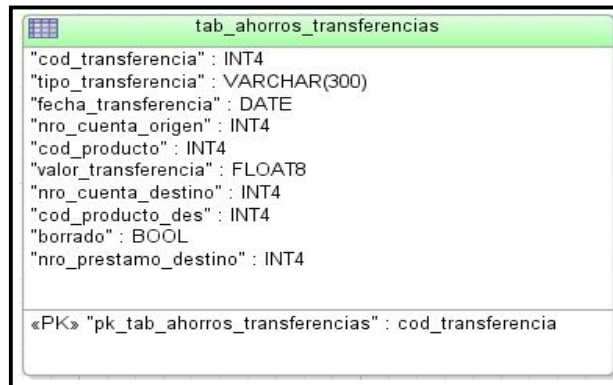 tab_ahorros_transferencias
"cod_transferencia" : INT4
"tipo_transferencia" : VARCHAR(300)
"fecha_transferencia" : DATE
"nro_cuenta_origen" : INT4
"cod_producto" : INT4
"valor_transferencia" : FLOAT8
"nro_cuenta_destino" : INT4
"cod_producto_des" : INT4
"borrado" : BOOL
"nro_prestamo_destino" : INT4
«PK» "pk_tab_ahorros_transferencias" : cod_transferencia